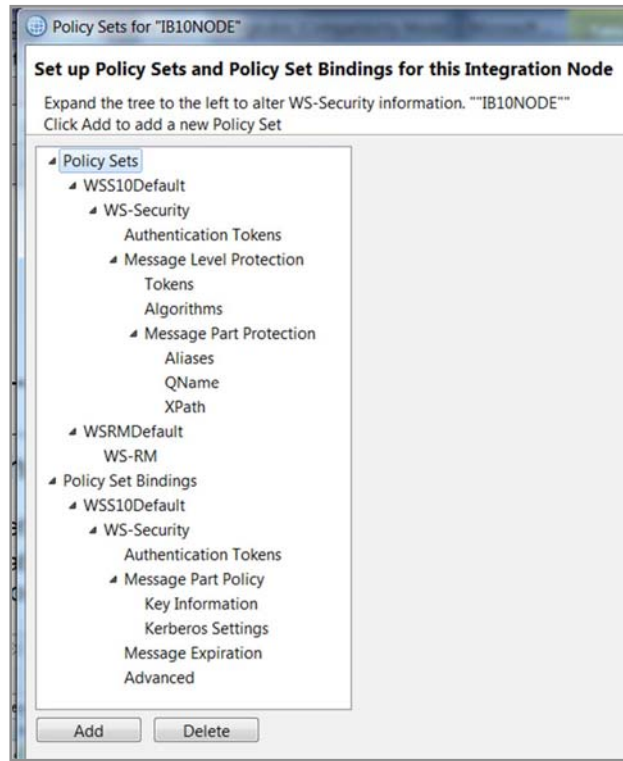 Policy Sets for "IB10NODE"
Set up Policy Sets and Policy Set Bindings for this Integration Node
Expand the tree to the left to alter WS-Security information. ""IB10NODE""
Click Add to add a new Policy Set
Policy Sets
WSS10Default
WS-Security
Authentication Tokens
Message Level Protection
Tokens
Algorithms
Message Part Protection
Aliases
QName
XPath
WSRMDefault
WS-RM
Policy Set Bindings
WSS10Default
WS-Security
Authentication Tokens
Message Part Policy
Key Information
Kerberos Settings
Message Expiration
Advanced
Add
Delete